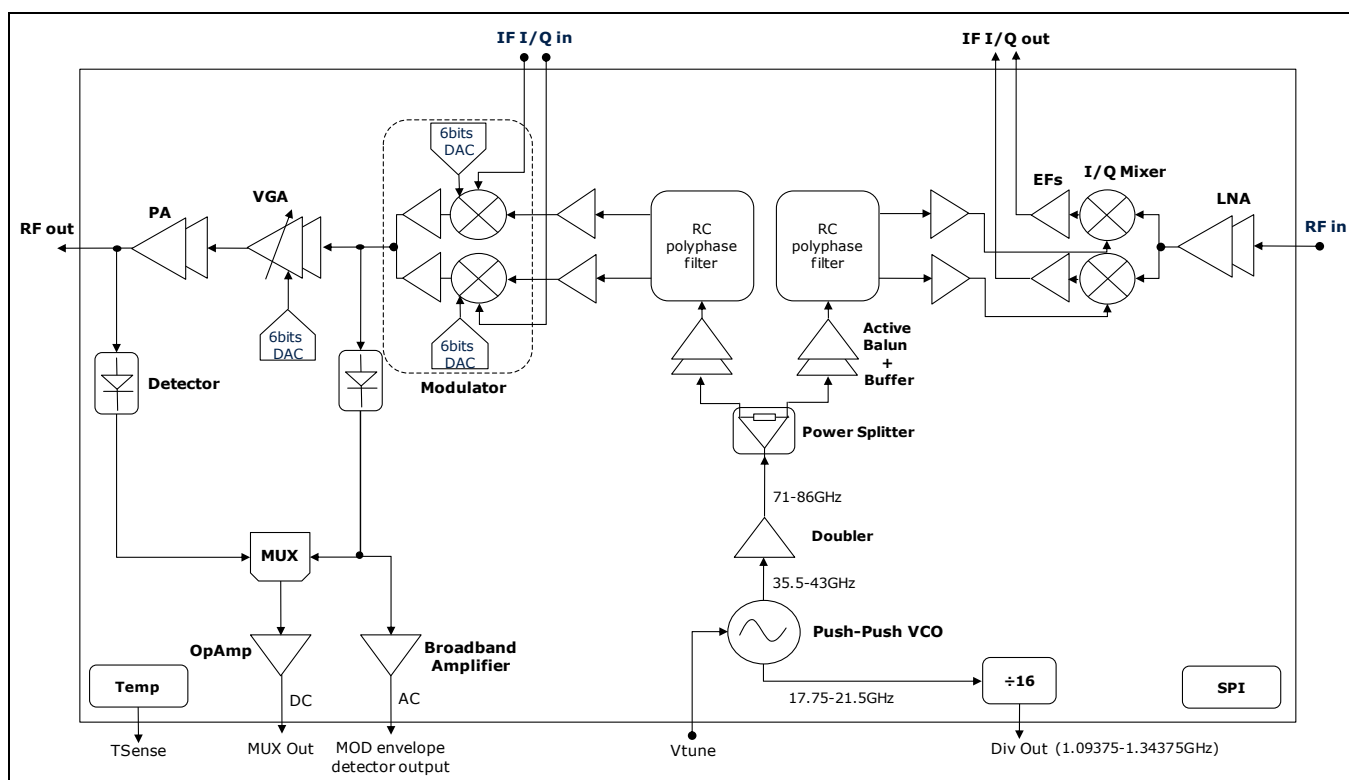 IF I/Q in
IF I/Q out
6bits
DAC
VGA
PA
RF out
6bits
DAC
6bits
DAC
Detector
Modulator
RC
polyphase
filter
RC
polyphase
filter
EFs
I/Q Mixer
LNA
RF in
Active
Balun
+
Buffer
Power Splitter
71-86GHz
Doubler
35.5-43GHz
Push-Push VCO
17.75-21.5GHz
÷16
SPI
MUX
OpAmp
Broadband
Amplifier
Temp
DC
AC
TSense
MUX Out
MOD envelope
detector output
Vtune
Div Out (1.09375-1.34375GHz)